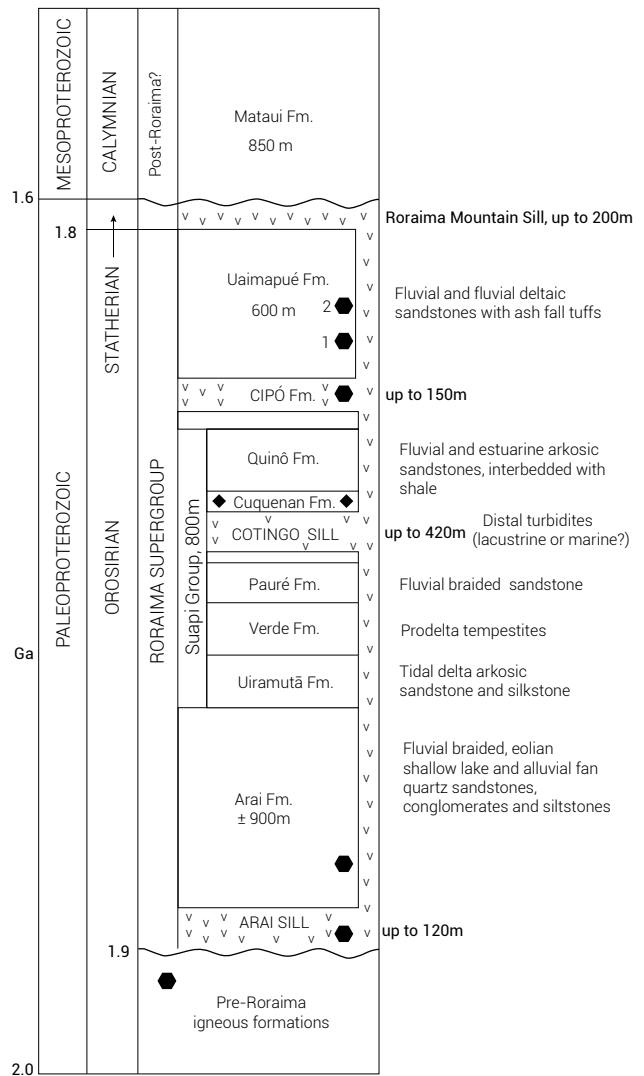 MESOPROTEROZOIC
CALYMNIAN
Post-Roraima?
Mataui Fm.
850 m
1.6
v v v v v v v v
Roraima Mountain Sill, up to 200m
1.8
STATHERIAN
Uaimapué Fm.
600 m
2
1
Fluvial and fluvial deltaic
sandstones with ash fall tuffs
CIPÓ Fm.
up to 150m
PALEOPROTEROZOIC
OROSIRIAN
RORAIMA SUPERGROUP
Suapi Group, 800m
Quinô Fm.
Fluvial and estuarine arkosic
sandstones, interbedded with
shale
Cuquenan Fm.
COTINGO SILL
up to 420m
Distal turbidites
(lacustrine or marine?)
Pauré Fm.
Fluvial braided sandstone
Verde Fm.
Prodelta tempestites
Ga
Uiramutã Fm.
Tidal delta arkosic
sandstone and silkstone
Arai Fm.
± 900m
Fluvial braided, eolian
shallow lake and alluvial fan
quartz sandstones,
conglomerates and siltstones
ARAI SILL
up to 120m
1.9
Pre-Roraima
igneous formations
2.0